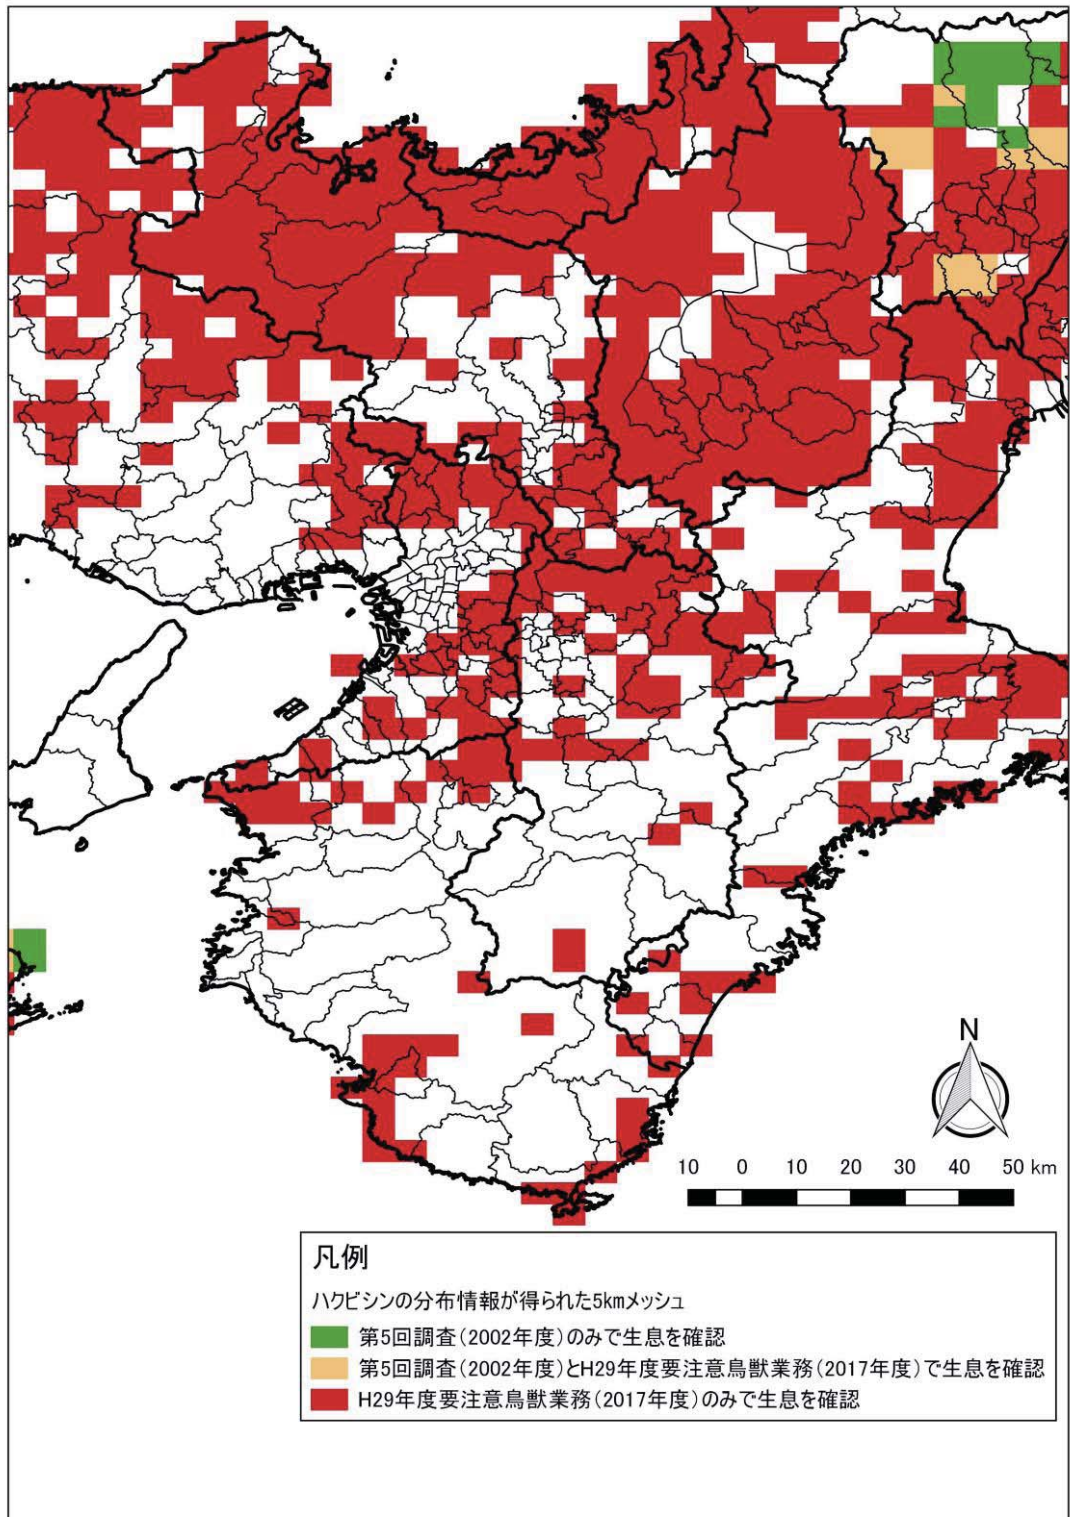 N
10 0 10 20 30 40 50 km
凡例
ハクビシンの分布情報が得られた5kmメッシュ
第5回調査(2002年度)のみで生息を確認
第5回調査(2002年度)とH29年度要注意鳥獣業務(2017年度)で生息を確認
H29年度要注意鳥獣業務(2017年度)のみで生息を確認